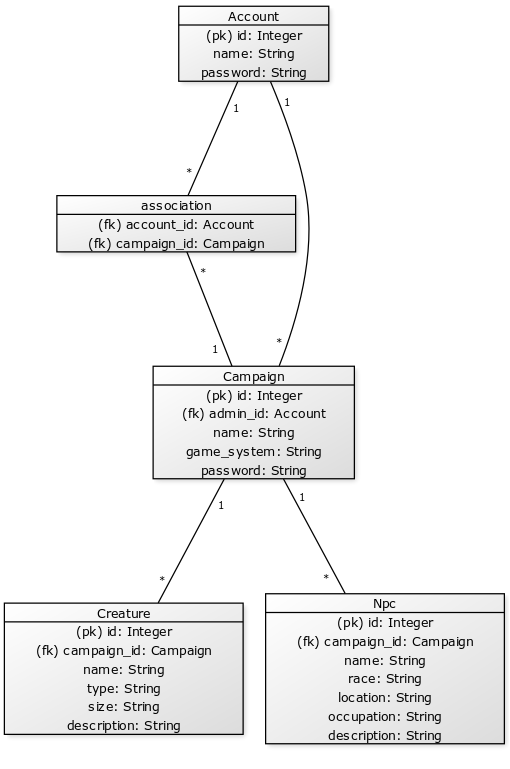 Account
(pk) id: Integer
name: String
password: String
1
1
*
association
(fk) account_id: Account
(fk) campaign_id: Campaign
*
1
*
Campaign
(pk) id: Integer
(fk) admin_id: Account
name: String
game_system: String
password: String
1
1
*
*
Creature
(pk) id: Integer
(fk) campaign_id: Campaign
name: String
type: String
size: String
description: String
Npc
(pk) id: Integer
(fk) campaign_id: Campaign
name: String
race: String
location: String
occupation: String
description: String